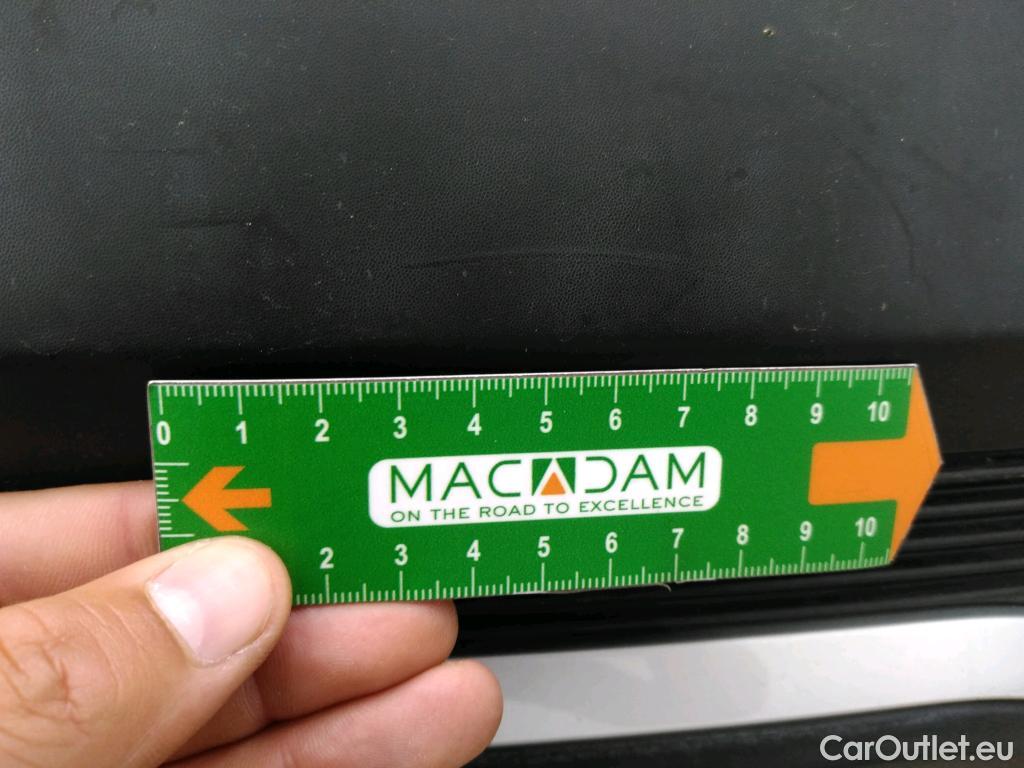 0 1 2 3 4 5 6 7 8 9 10
MACADAM
ON THE ROAD TO EXCELLENCE
2 3 4 5 6 7 8 9 10
CarOutlet.eu